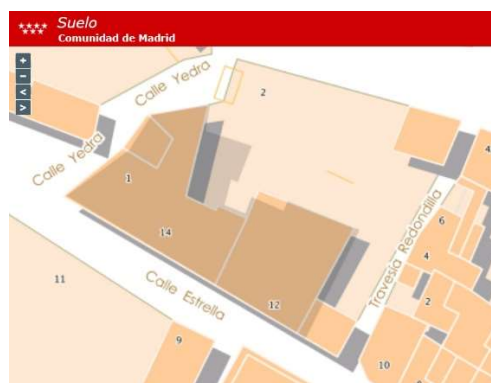 Suelo
Comunidad de Madrid
+
−
<
>
Calle Yedra
2
Calle Yedra
4
1
6
14
Travesía Redondilla
4
11
Calle Estrella
12
2
9
10